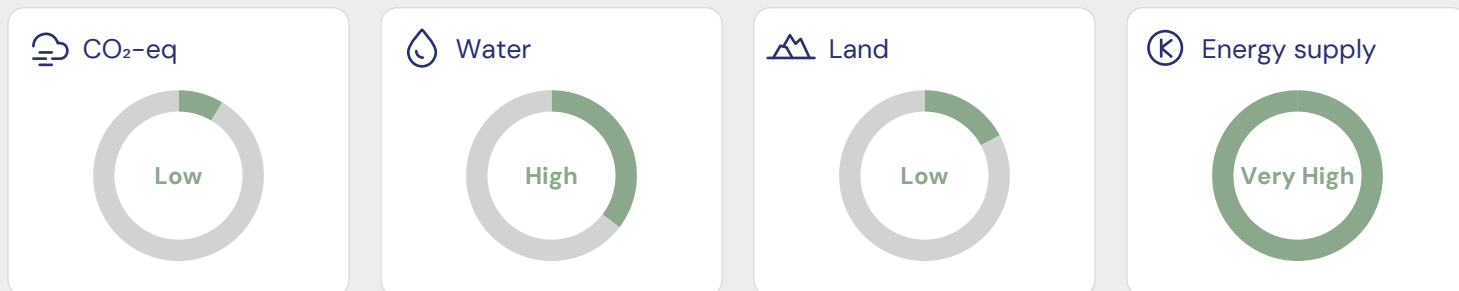 CO₂-eq
Low
Water
High
Land
Low
Energy supply
Very High